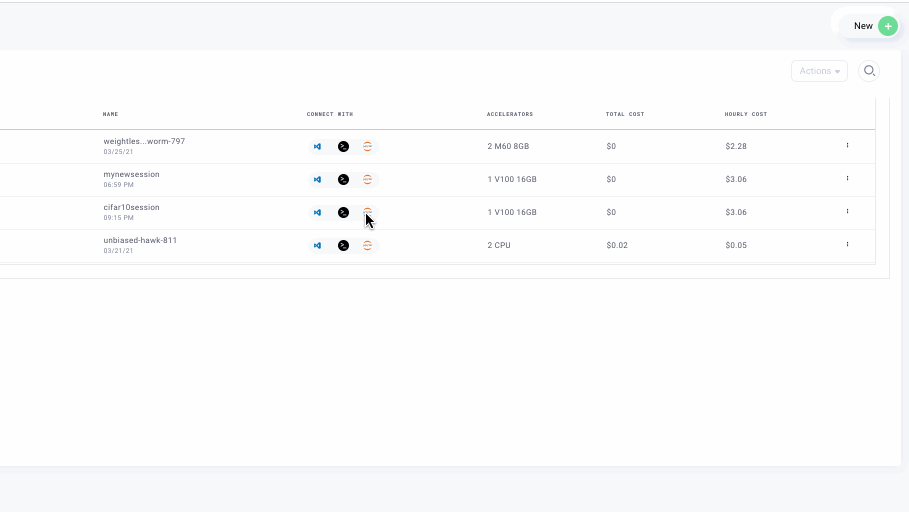 New +
Actions
NAME CONNECT WITH ACCELERATORS TOTAL COST HOURLY COST
weightles...worm-797 2 M60 8GB $0 $2.28
03/25/21
mynewsession 1 V100 16GB $0 $3.06
06:59 PM
cifar10session 1 V100 16GB $0 $3.06
09:15 PM
unbiased-hawk-811 2 CPU $0.02 $0.05
03/21/21